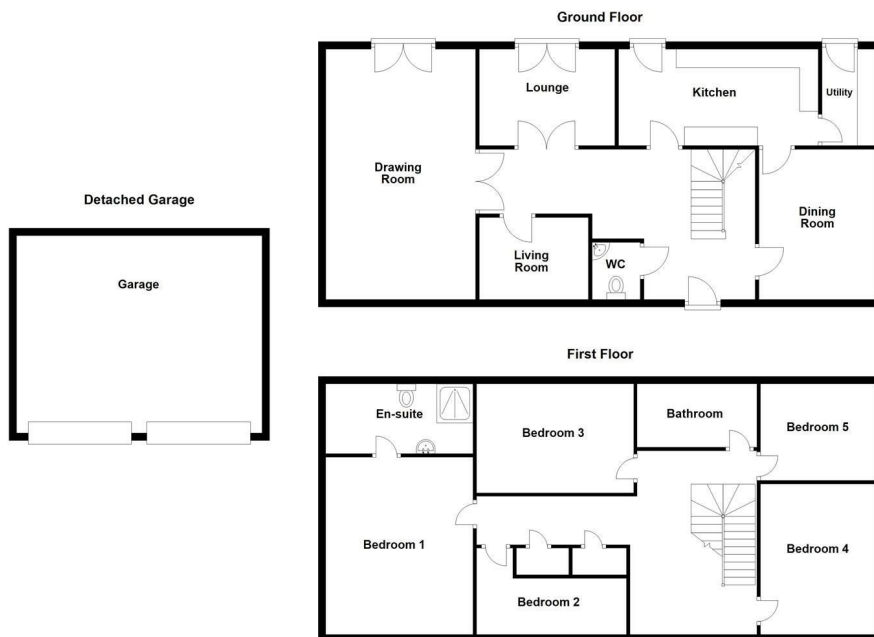 Ground Floor
Lounge
Kitchen
Utility
Drawing
Room
Detached Garage
Dining
Room
Living
Room
WC
Garage
First Floor
En-suite
Bathroom
Bedroom 3
Bedroom 5
Bedroom 1
Bedroom 4
Bedroom 2